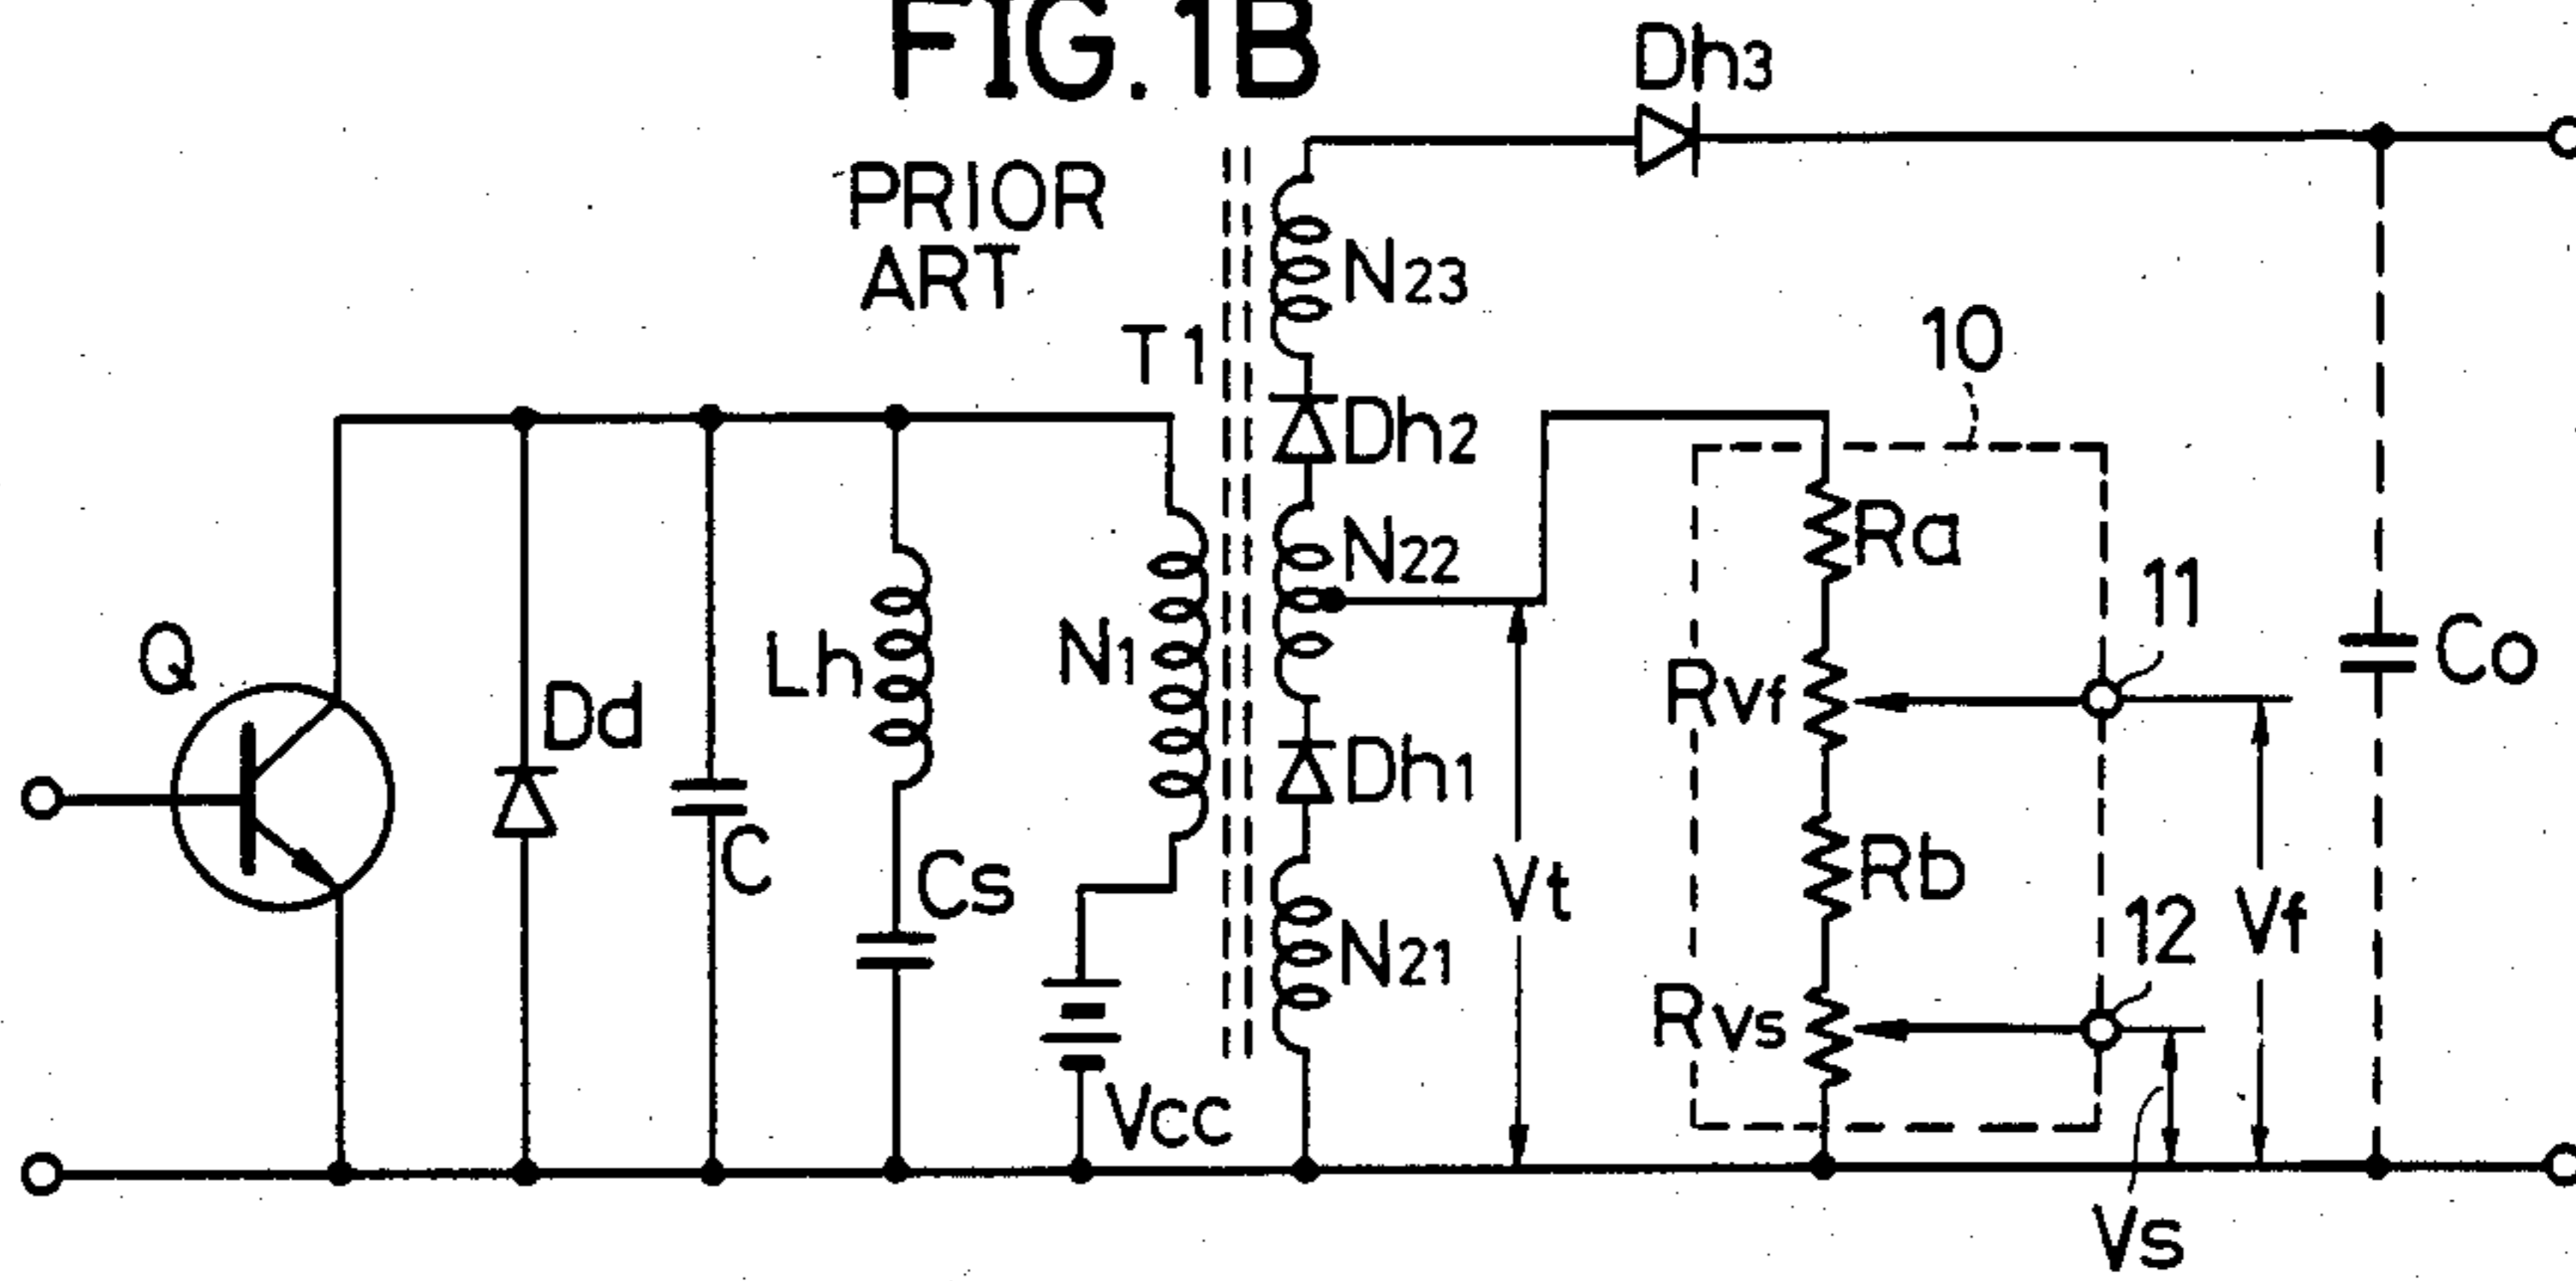 FIG.1B
PRIOR
ART
Dh3
N23
T1
10
Dh2
Ra
N22
11
Q
Lh
N1
Rvf
Co
Dd
Dh1
C
Cs
Vt
Rb
12
Vf
N21
Rvs
Vcc
Vs